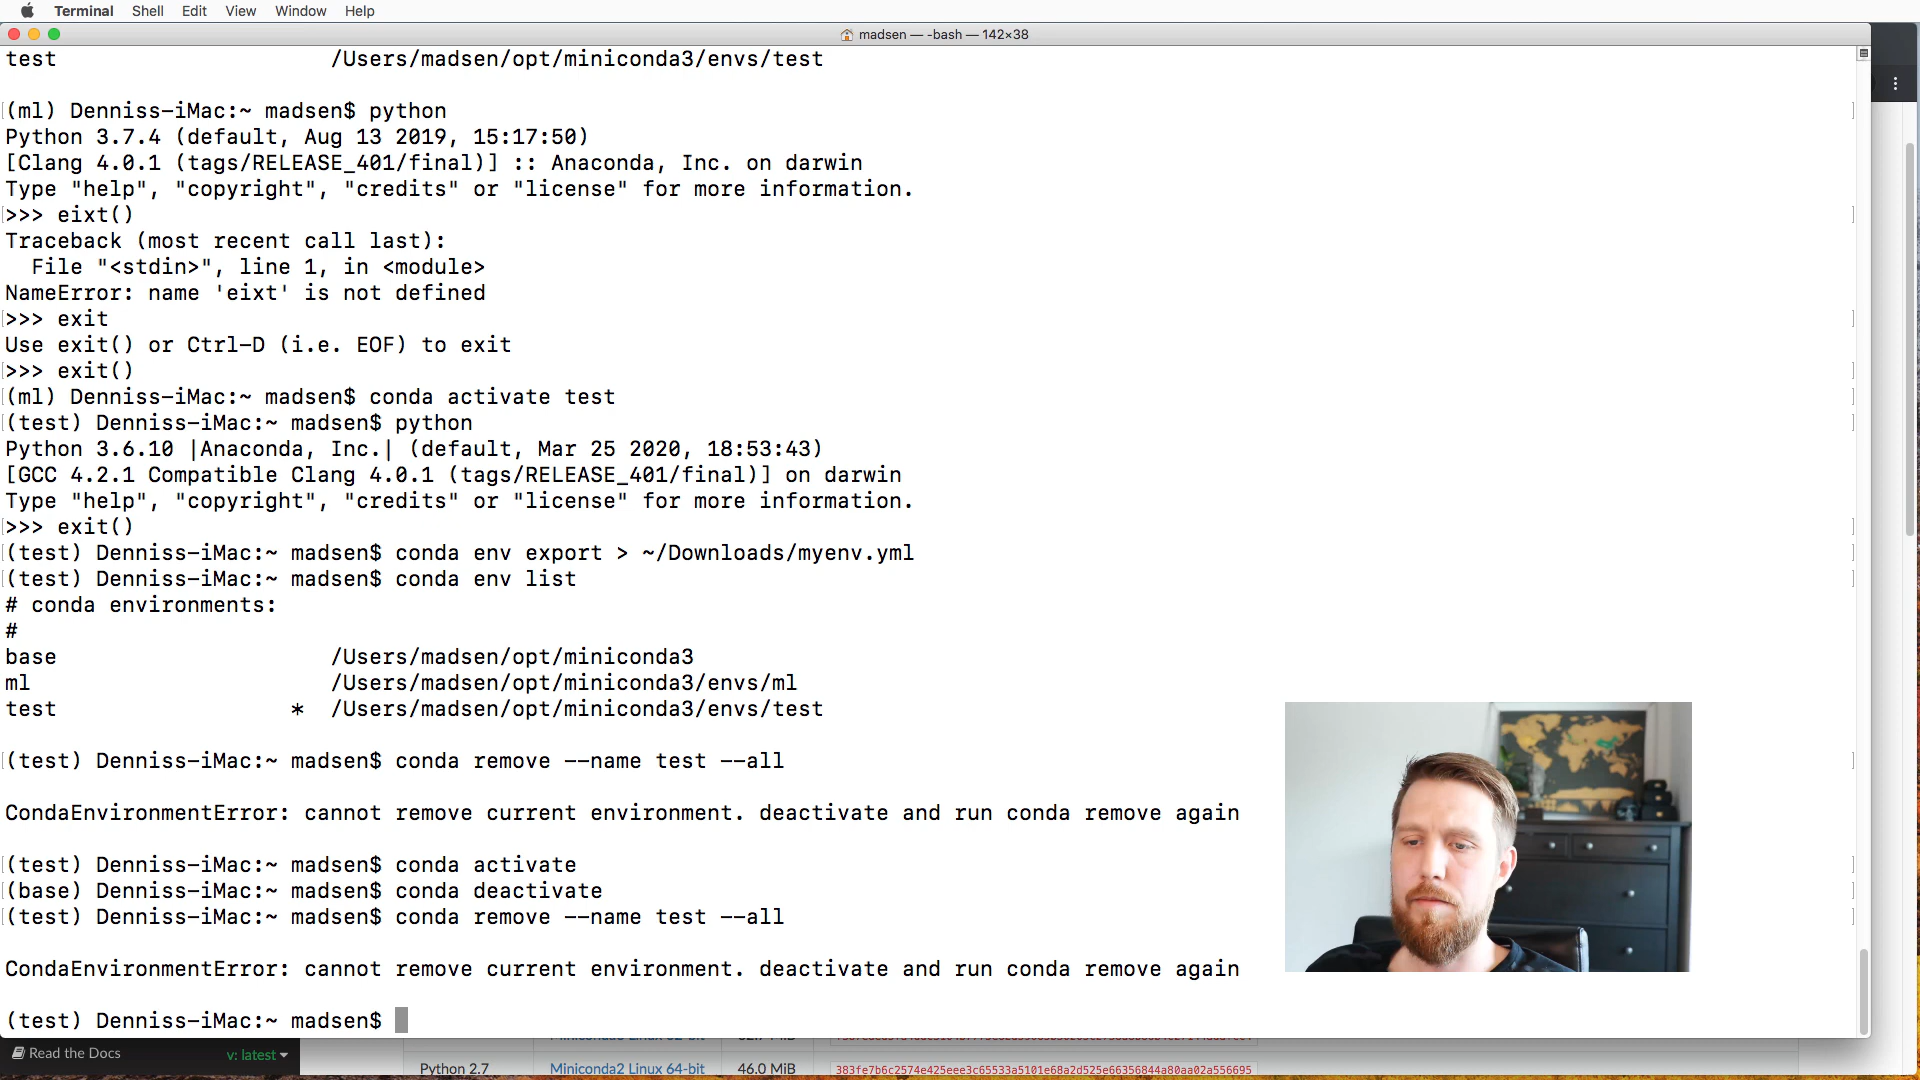 Terminal Shell Edit View Window Help
madsen — -bash — 142×38
test /Users/madsen/opt/miniconda3/envs/test
(ml) Denniss-iMac:~ madsen$ python
Python 3.7.4 (default, Aug 13 2019, 15:17:50)
[Clang 4.0.1 (tags/RELEASE_401/final)] :: Anaconda, Inc. on darwin
Type "help", "copyright", "credits" or "license" for more information.
>>> eixt()
Traceback (most recent call last):
  File "<stdin>", line 1, in <module>
NameError: name 'eixt' is not defined
>>> exit
Use exit() or Ctrl-D (i.e. EOF) to exit
>>> exit()
(ml) Denniss-iMac:~ madsen$ conda activate test
(test) Denniss-iMac:~ madsen$ python
Python 3.6.10 |Anaconda, Inc.| (default, Mar 25 2020, 18:53:43)
[GCC 4.2.1 Compatible Clang 4.0.1 (tags/RELEASE_401/final)] on darwin
Type "help", "copyright", "credits" or "license" for more information.
>>> exit()
(test) Denniss-iMac:~ madsen$ conda env export > ~/Downloads/myenv.yml
(test) Denniss-iMac:~ madsen$ conda env list
# conda environments:
#
base /Users/madsen/opt/miniconda3
ml /Users/madsen/opt/miniconda3/envs/ml
test * /Users/madsen/opt/miniconda3/envs/test
(test) Denniss-iMac:~ madsen$ conda remove --name test --all
CondaEnvironmentError: cannot remove current environment. deactivate and run conda remove again
(test) Denniss-iMac:~ madsen$ conda activate
(base) Denniss-iMac:~ madsen$ conda deactivate
(test) Denniss-iMac:~ madsen$ conda remove --name test --all
CondaEnvironmentError: cannot remove current environment. deactivate and run conda remove again
(test) Denniss-iMac:~ madsen$
Read the Docs v: latest
Python 2.7 Miniconda2 Linux 64-bit 46.0 MiB 383fe7b6c2574e425eee3c65533a5101e68a2d525e66356844a80aa02a556695